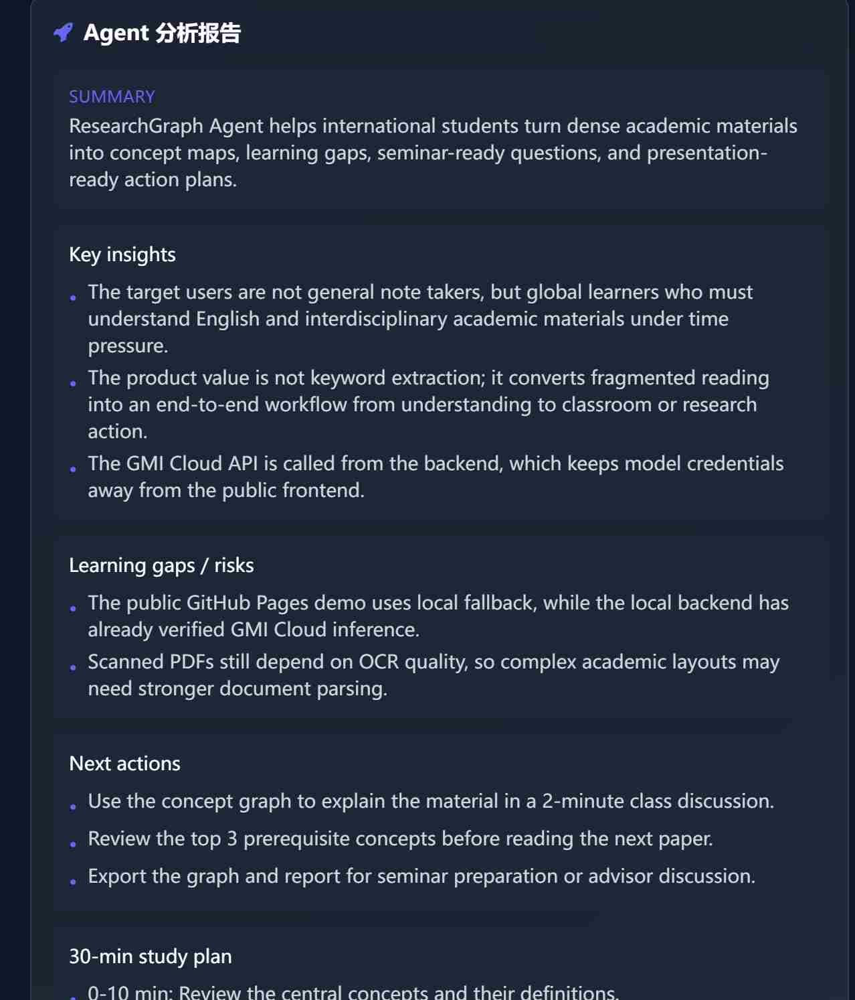 Agent 分析报告
SUMMARY
ResearchGraph Agent helps international students turn dense academic materials
into concept maps, learning gaps, seminar-ready questions, and presentation-
ready action plans.
Key insights
• The target users are not general note takers, but global learners who must
understand English and interdisciplinary academic materials under time
pressure.
• The product value is not keyword extraction; it converts fragmented reading
into an end-to-end workflow from understanding to classroom or research
action.
• The GMI Cloud API is called from the backend, which keeps model credentials
away from the public frontend.
Learning gaps / risks
• The public GitHub Pages demo uses local fallback, while the local backend has
already verified GMI Cloud inference.
• Scanned PDFs still depend on OCR quality, so complex academic layouts may
need stronger document parsing.
Next actions
• Use the concept graph to explain the material in a 2-minute class discussion.
• Review the top 3 prerequisite concepts before reading the next paper.
• Export the graph and report for seminar preparation or advisor discussion.
30-min study plan
• 0-10 min: Review the central concepts and their definitions.